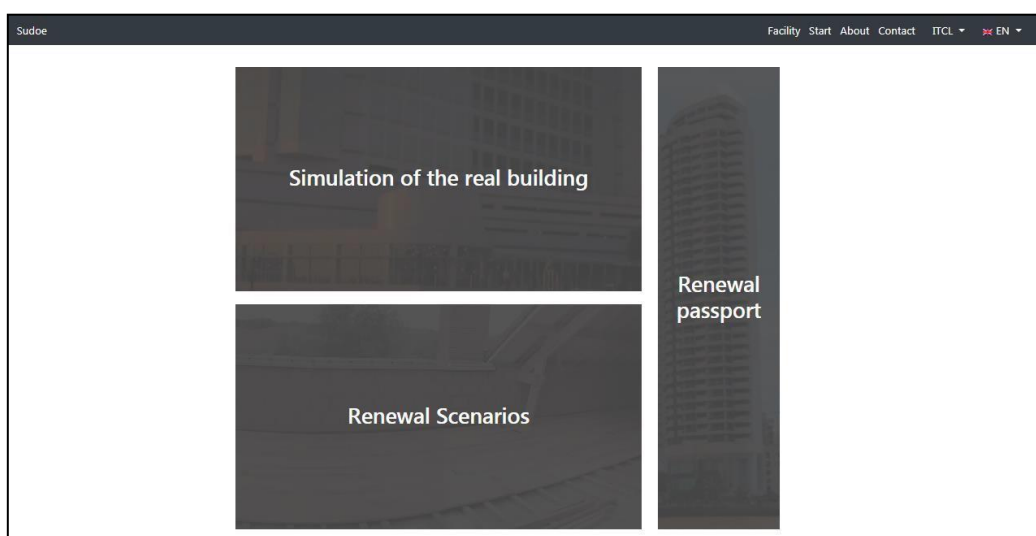 Sudoe
Facility Start About Contact ITCL EN
Simulation of the real building
Renewal
passport
Renewal Scenarios